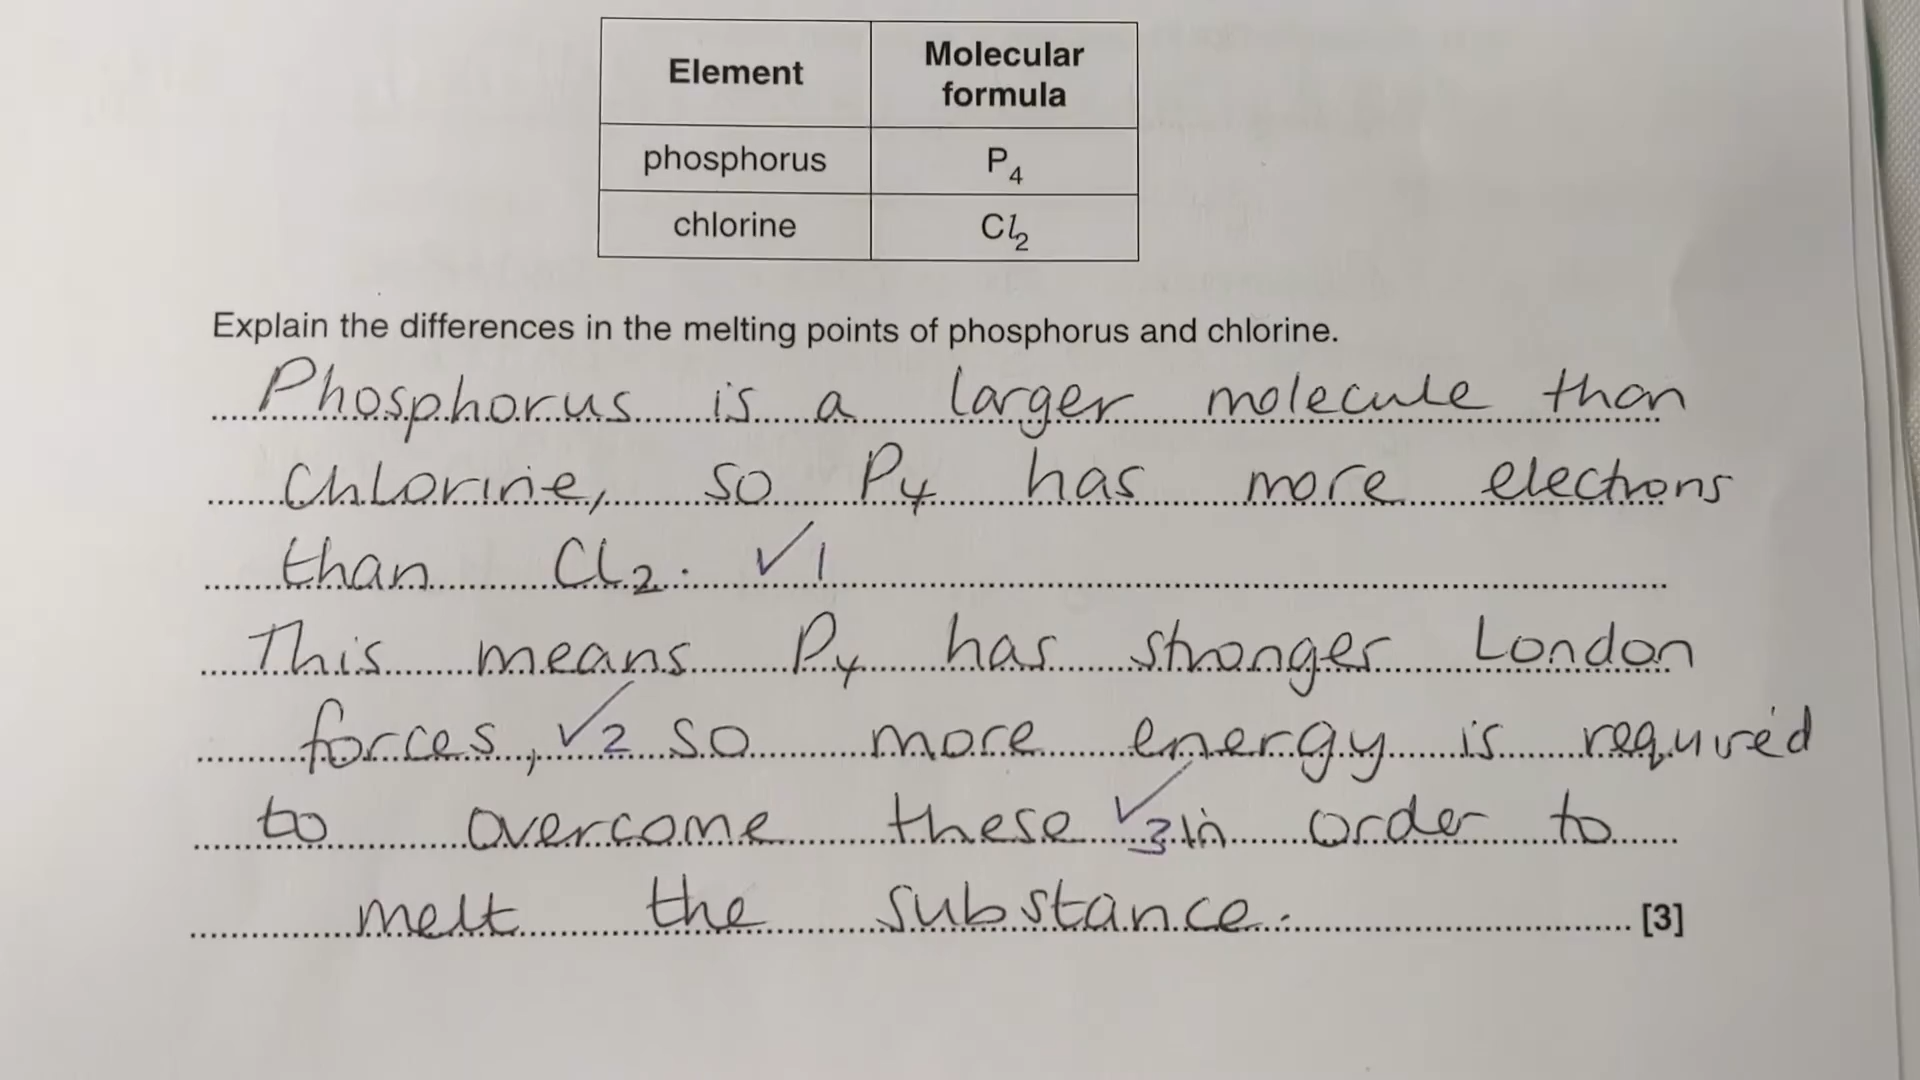 Element Molecular formula
phosphorus P₄
chlorine Cl₂
Explain the differences in the melting points of phosphorus and chlorine.
Phosphorus is a larger molecule than
Chlorine, so P₄ has more electrons
than Cl₂. ✓1
This means P₄ has stronger London
forces, ✓2 so more energy is required
to overcome these ✓3 in order to
melt the substance. [3]